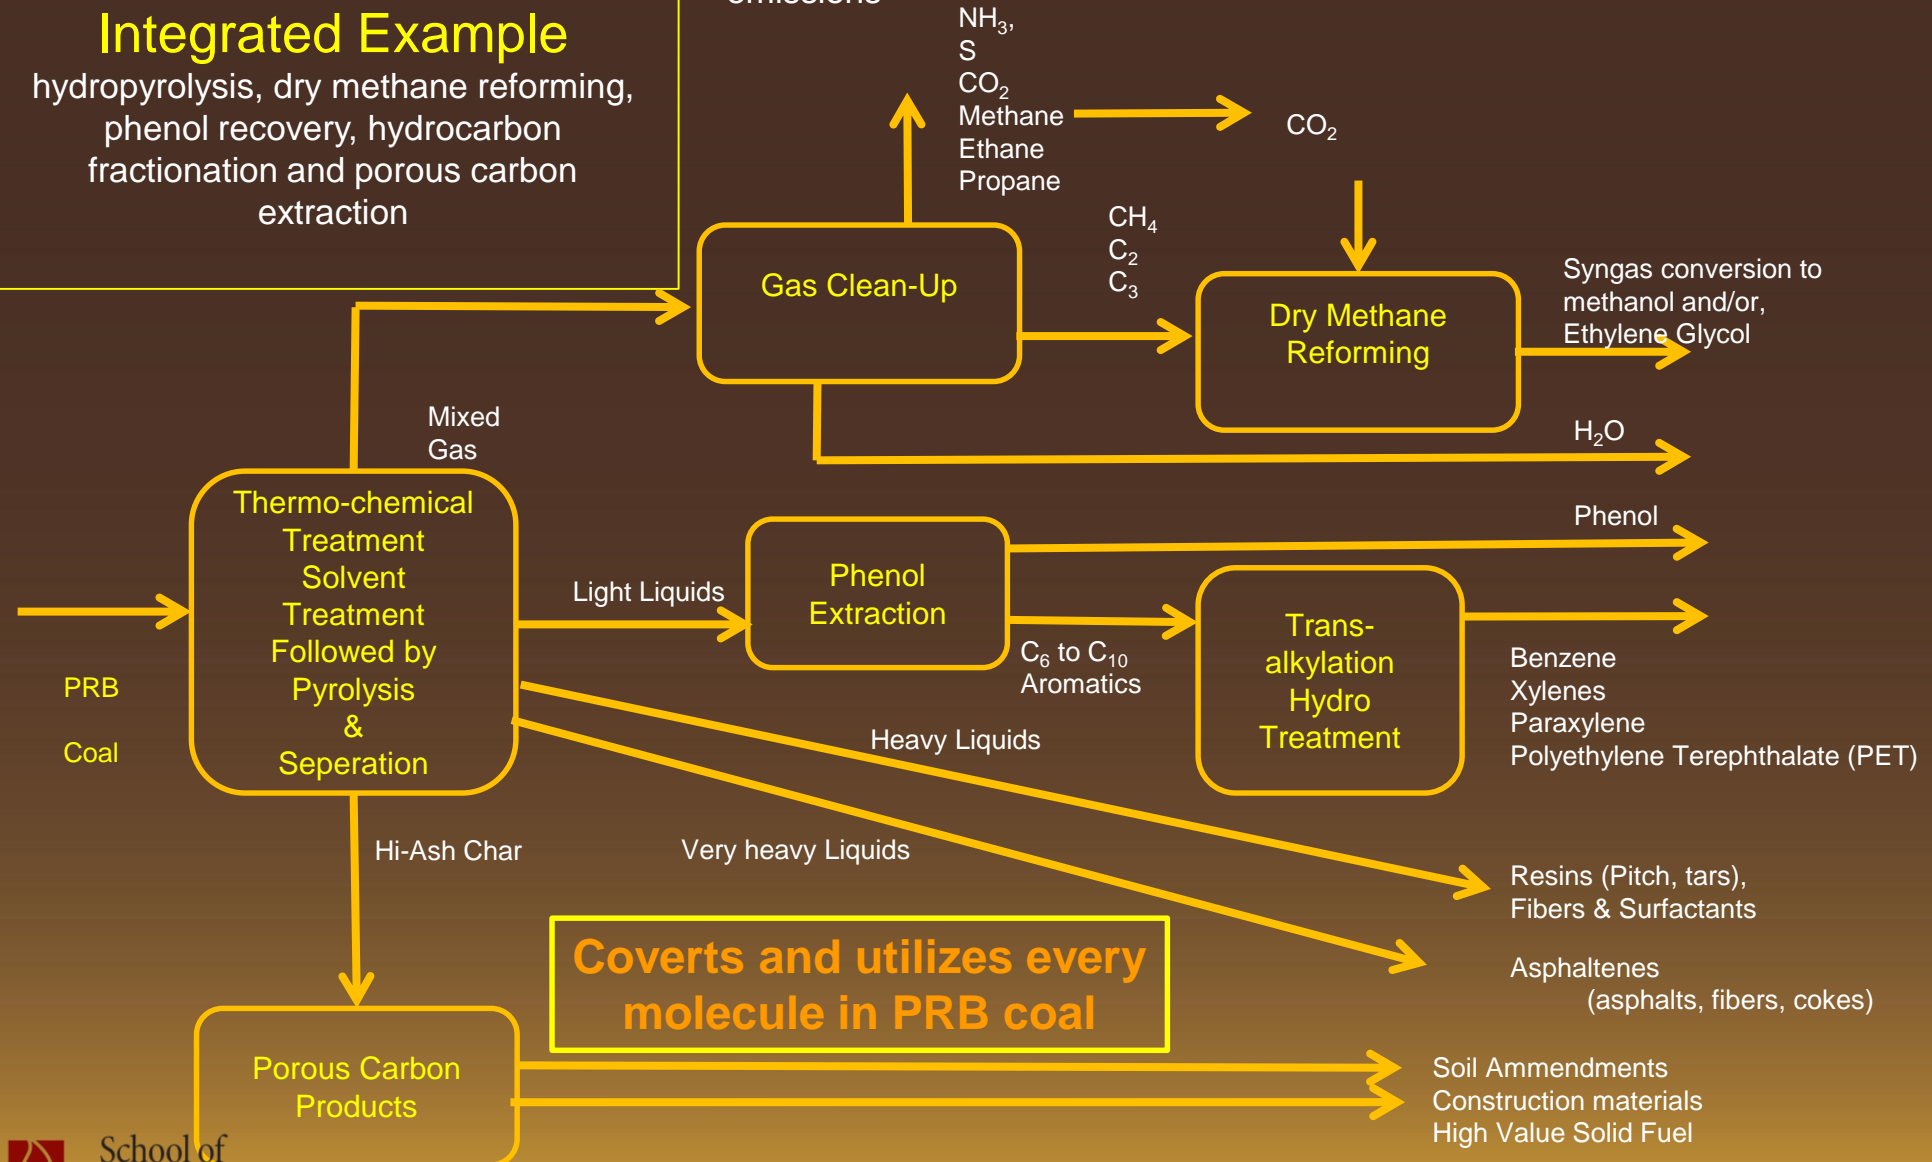 Integrated Example
hydropyrolysis, dry methane reforming,
phenol recovery, hydrocarbon
fractionation and porous carbon
extraction
emissions
NH₃,
S
CO₂
Methane
Ethane
Propane
CO₂
CH₄
C₂
C₃
Gas Clean-Up
Dry Methane
Reforming
Syngas conversion to
methanol and/or,
Ethylene Glycol
Mixed
Gas
H₂O
Thermo-chemical
Treatment
Solvent
Treatment
Followed by
Pyrolysis
&
Seperation
PRB
Coal
Light Liquids
Phenol
Extraction
Phenol
C₆ to C₁₀
Aromatics
Trans-
alkylation
Hydro
Treatment
Benzene
Xylenes
Paraxylene
Polyethylene Terephthalate (PET)
Heavy Liquids
Very heavy Liquids
Hi-Ash Char
Resins (Pitch, tars),
Fibers & Surfactants
Asphaltenes
(asphalts, fibers, cokes)
Coverts and utilizes every
molecule in PRB coal
Porous Carbon
Products
Soil Ammendments
Construction materials
High Value Solid Fuel
School of